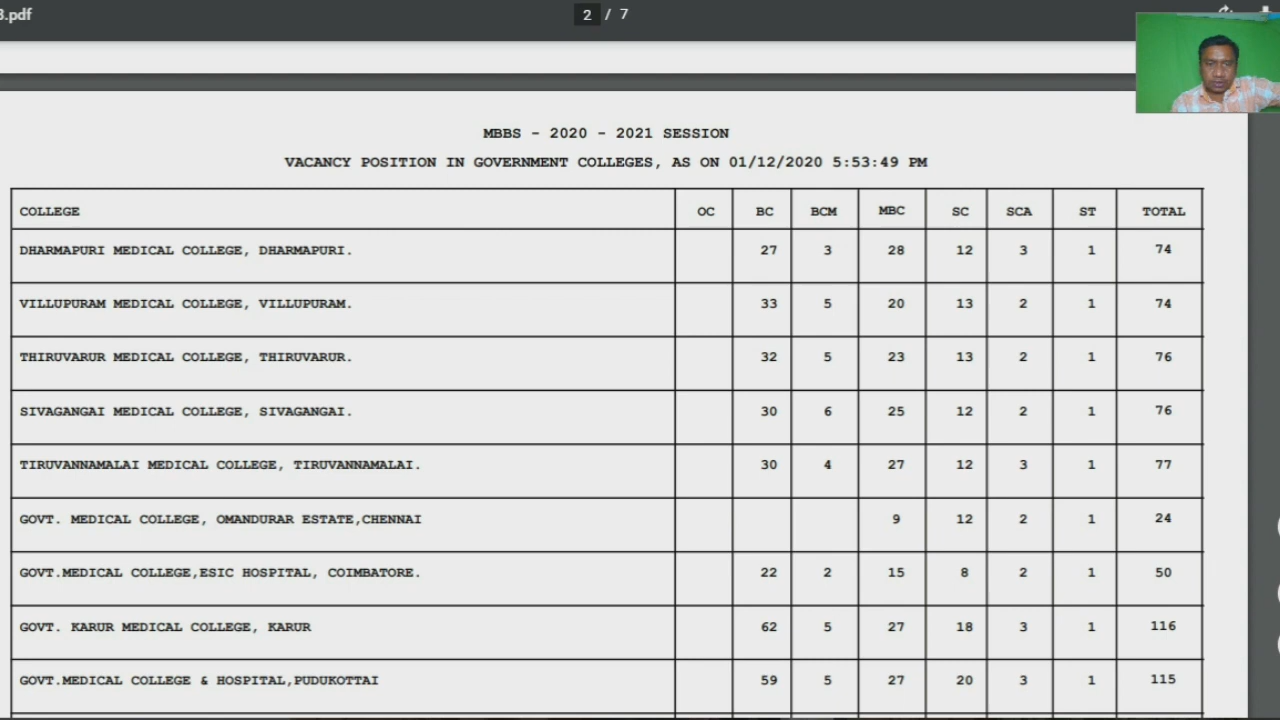 3.pdf
2 / 7
MBBS - 2020 - 2021 SESSION
VACANCY POSITION IN GOVERNMENT COLLEGES, AS ON 01/12/2020 5:53:49 PM
COLLEGE OC BC BCM MBC SC SCA ST TOTAL
DHARMAPURI MEDICAL COLLEGE, DHARMAPURI. 27 3 28 12 3 1 74
VILLUPURAM MEDICAL COLLEGE, VILLUPURAM. 33 5 20 13 2 1 74
THIRUVARUR MEDICAL COLLEGE, THIRUVARUR. 32 5 23 13 2 1 76
SIVAGANGAI MEDICAL COLLEGE, SIVAGANGAI. 30 6 25 12 2 1 76
TIRUVANNAMALAI MEDICAL COLLEGE, TIRUVANNAMALAI. 30 4 27 12 3 1 77
GOVT. MEDICAL COLLEGE, OMANDURAR ESTATE,CHENNAI 9 12 2 1 24
GOVT.MEDICAL COLLEGE,ESIC HOSPITAL, COIMBATORE. 22 2 15 8 2 1 50
GOVT. KARUR MEDICAL COLLEGE, KARUR 62 5 27 18 3 1 116
GOVT.MEDICAL COLLEGE & HOSPITAL,PUDUKOTTAI 59 5 27 20 3 1 115